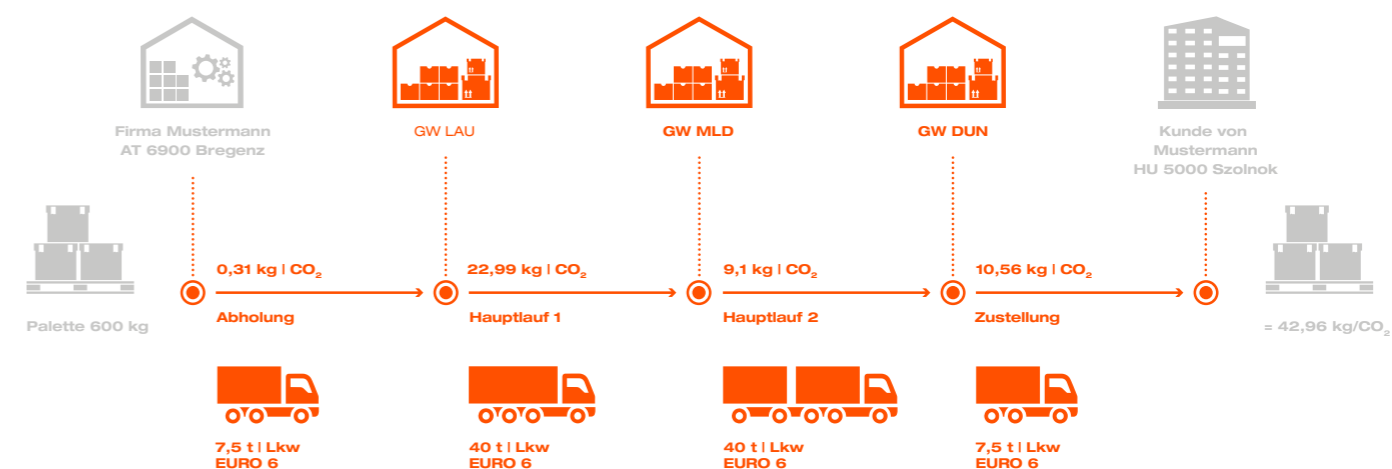 Firma Mustermann
AT 6900 Bregenz
GW LAU
GW MLD
GW DUN
Kunde von
Mustermann
HU 5000 Szolnok
Palette 600 kg
0,31 kg | CO₂
Abholung
7,5 t | Lkw
EURO 6
22,99 kg | CO₂
Hauptlauf 1
40 t | Lkw
EURO 6
9,1 kg | CO₂
Hauptlauf 2
40 t | Lkw
EURO 6
10,56 kg | CO₂
Zustellung
7,5 t | Lkw
EURO 6
= 42,96 kg/CO₂